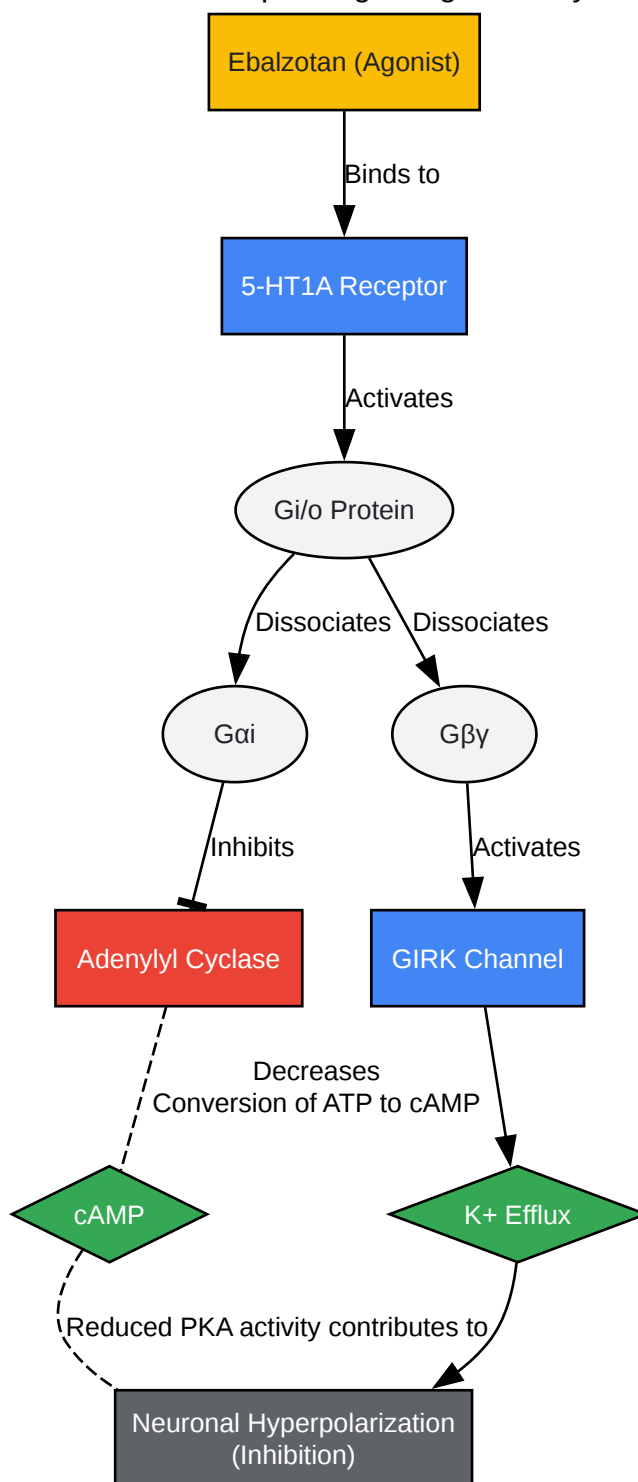 Ebalzotan (Agonist)
Binds to
5-HT1A Receptor
Activates
Gi/o Protein
Dissociates
Dissociates
Gαi
Gβγ
Inhibits
Activates
Adenylyl Cyclase
GIRK Channel
Decreases
Conversion of ATP to cAMP
cAMP
K+ Efflux
Reduced PKA activity contributes to
Neuronal Hyperpolarization
(Inhibition)